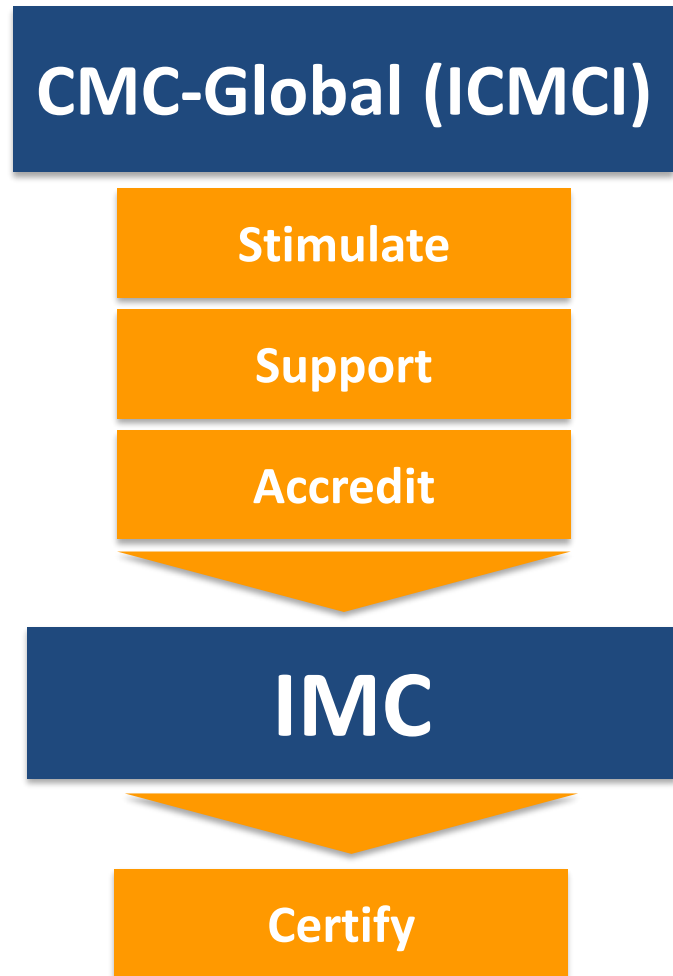 CMC-Global (ICMCI)
Stimulate
Support
Accredit
IMC
Certify